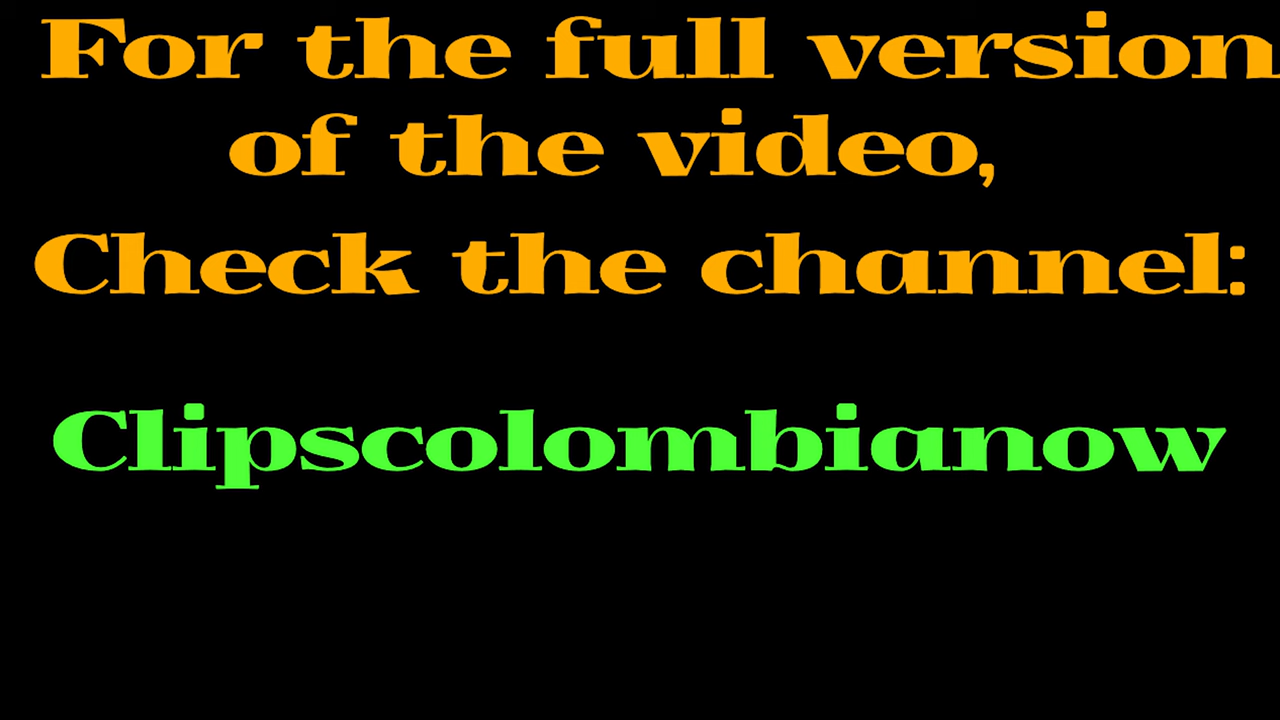 For the full version
of the video,
Check the channel:
Clipscolombianow